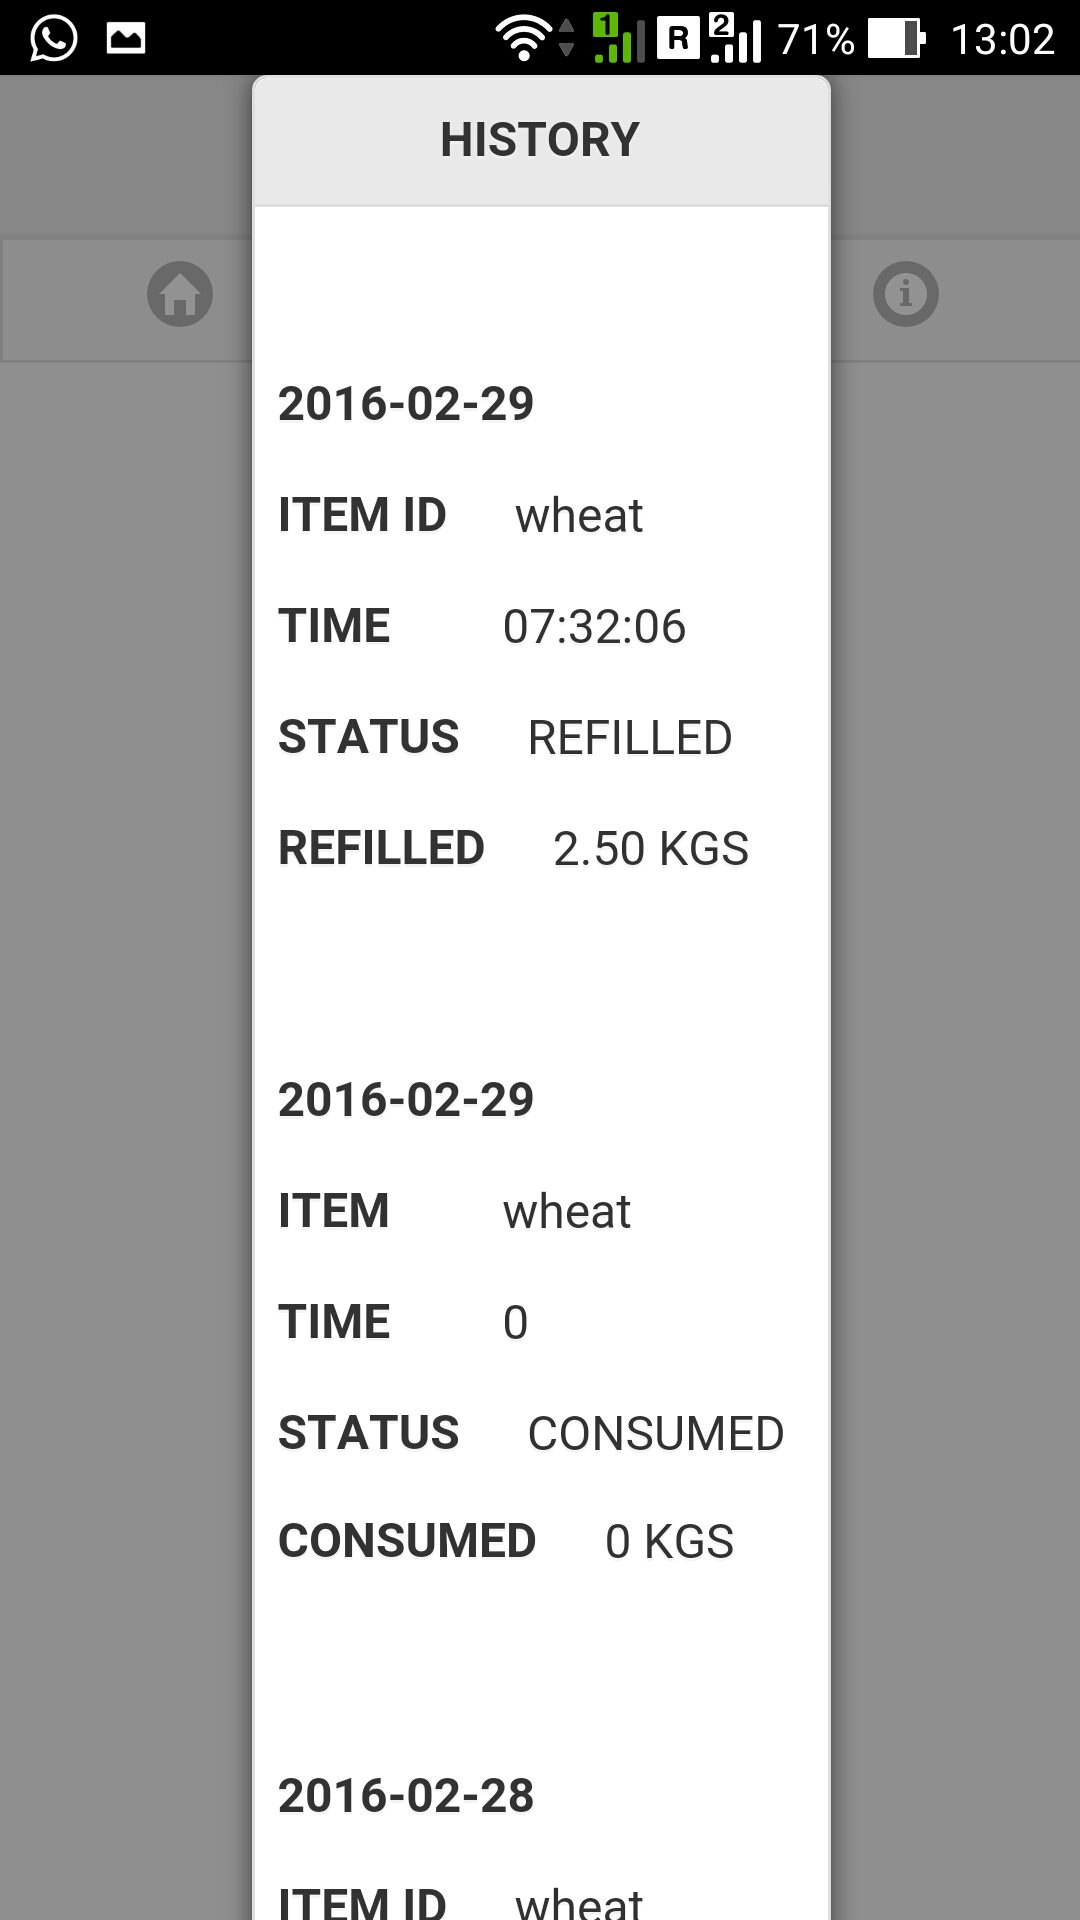 1 R 2 71% 13:02
HISTORY
2016-02-29
ITEM ID wheat
TIME 07:32:06
STATUS REFILLED
REFILLED 2.50 KGS
2016-02-29
ITEM wheat
TIME 0
STATUS CONSUMED
CONSUMED 0 KGS
2016-02-28
ITEM ID wheat